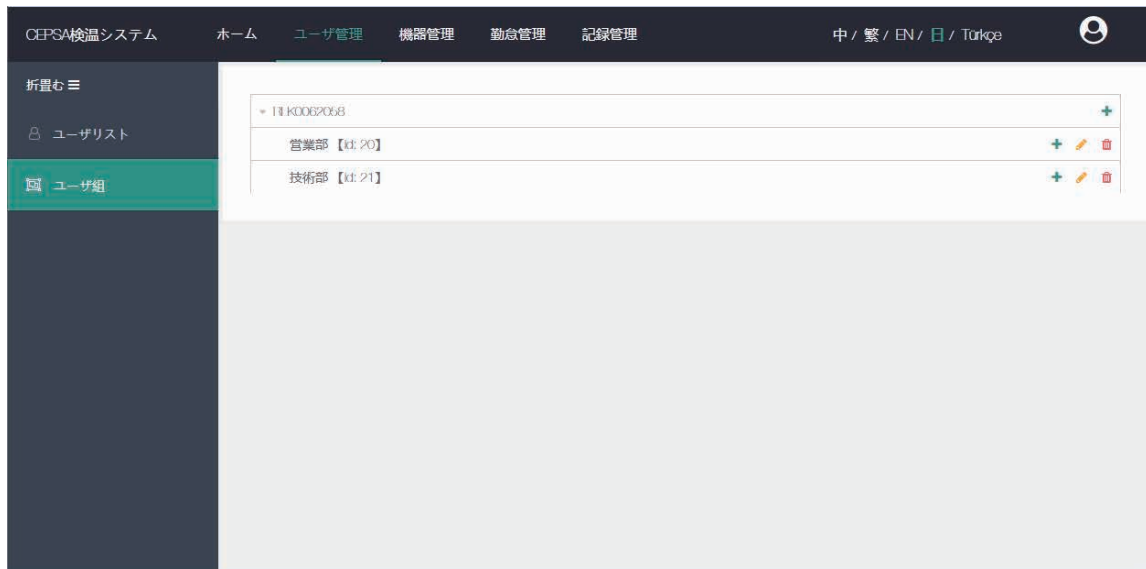 CEPSA検温システム ホーム ユーザ管理 機器管理 勤怠管理 記録管理 中 / 繁 / EN / 日 / Türkçe
折畳む
ユーザリスト
ユーザ組
営業部 【id: 20】
技術部 【id: 21】